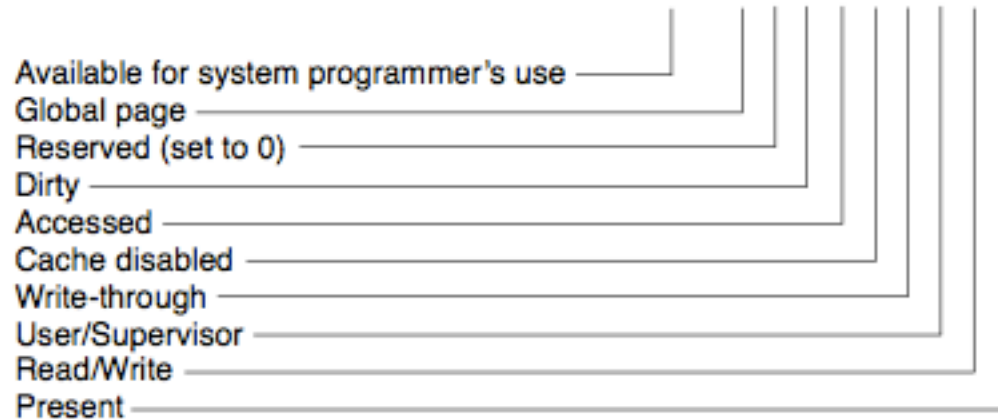 Available for system programmer's use
Global page
Reserved (set to 0)
Dirty
Accessed
Cache disabled
Write-through
User/Supervisor
Read/Write
Present